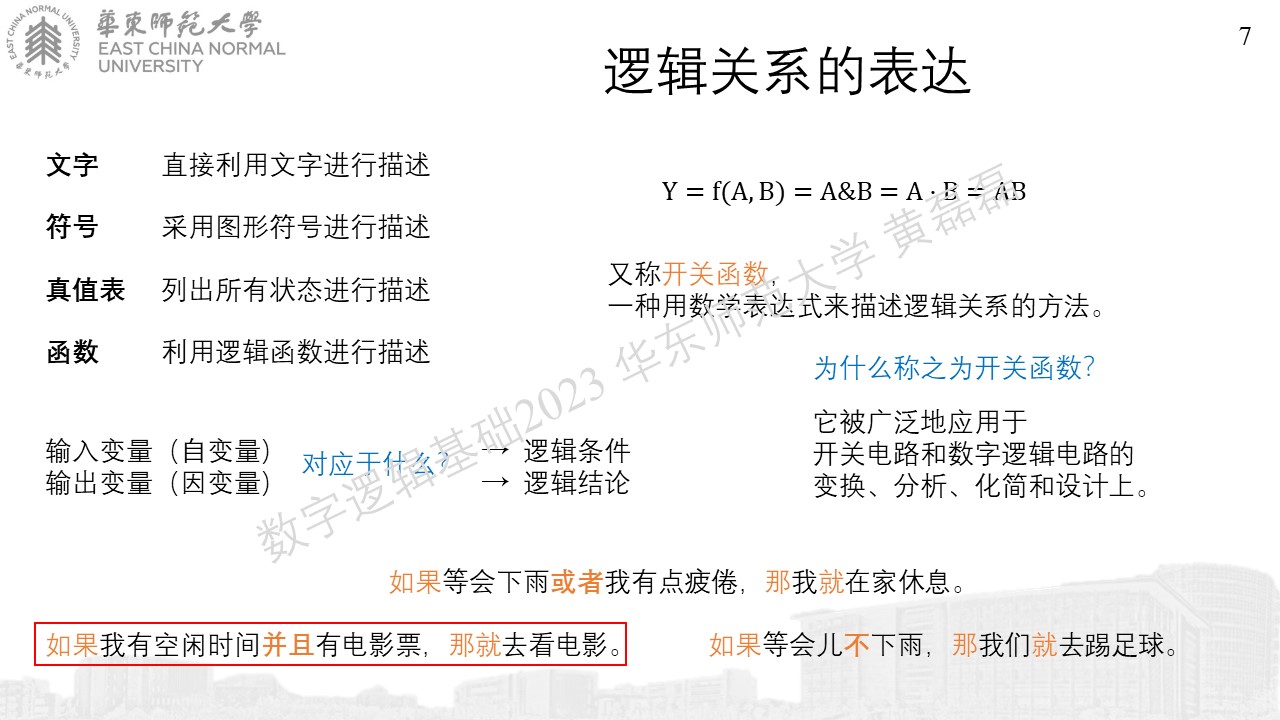 華東師范大學
EAST CHINA NORMAL
UNIVERSITY
EAST CHINA NORMAL UNIVERSITY
華東师范大学
7
逻辑关系的表达
文字 直接利用文字进行描述
符号 采用图形符号进行描述
真值表 列出所有状态进行描述
函数 利用逻辑函数进行描述
Y = f(A, B) = A&B = A · B = AB
又称开关函数，
一种用数学表达式来描述逻辑关系的方法。
为什么称之为开关函数？
它被广泛地应用于
开关电路和数字逻辑电路的
变换、分析、化简和设计上。
输入变量（自变量）
输出变量（因变量）
对应于什么？
→ 逻辑条件
→ 逻辑结论
如果等会下雨或者我有点疲倦，那我就在家休息。
如果我有空闲时间并且有电影票，那就去看电影。
如果等会儿不下雨，那我们就去踢足球。
数字逻辑基础2023 华东师范大学 黄磊磊